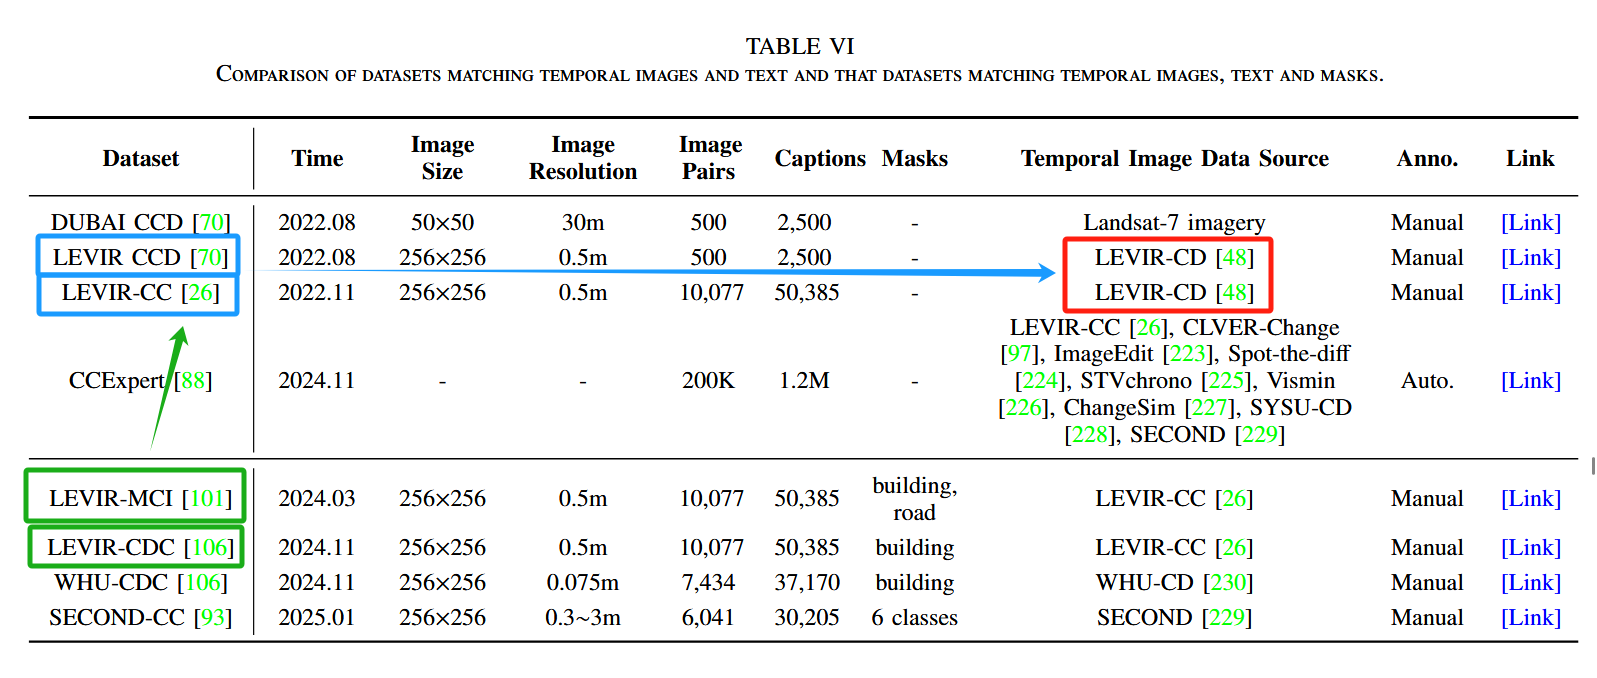 TABLE VI
COMPARISON OF DATASETS MATCHING TEMPORAL IMAGES AND TEXT AND THAT DATASETS MATCHING TEMPORAL IMAGES, TEXT AND MASKS.
Dataset Time Image Size Image Resolution Image Pairs Captions Masks Temporal Image Data Source Anno. Link
DUBAI CCD [70] 2022.08 50×50 30m 500 2,500 - Landsat-7 imagery Manual [Link]
LEVIR CCD [70] 2022.08 256×256 0.5m 500 2,500 - LEVIR-CD [48] Manual [Link]
LEVIR-CC [26] 2022.11 256×256 0.5m 10,077 50,385 - LEVIR-CD [48] Manual [Link]
LEVIR-CC [26], CLVER-Change
[97], ImageEdit [223], Spot-the-diff
CCExpert [88] 2024.11 - - 200K 1.2M - [224], STVchrono [225], Vismin Auto. [Link]
[226], ChangeSim [227], SYSU-CD
[228], SECOND [229]
LEVIR-MCI [101] 2024.03 256×256 0.5m 10,077 50,385 building, road LEVIR-CC [26] Manual [Link]
LEVIR-CDC [106] 2024.11 256×256 0.5m 10,077 50,385 building LEVIR-CC [26] Manual [Link]
WHU-CDC [106] 2024.11 256×256 0.075m 7,434 37,170 building WHU-CD [230] Manual [Link]
SECOND-CC [93] 2025.01 256×256 0.3~3m 6,041 30,205 6 classes SECOND [229] Manual [Link]